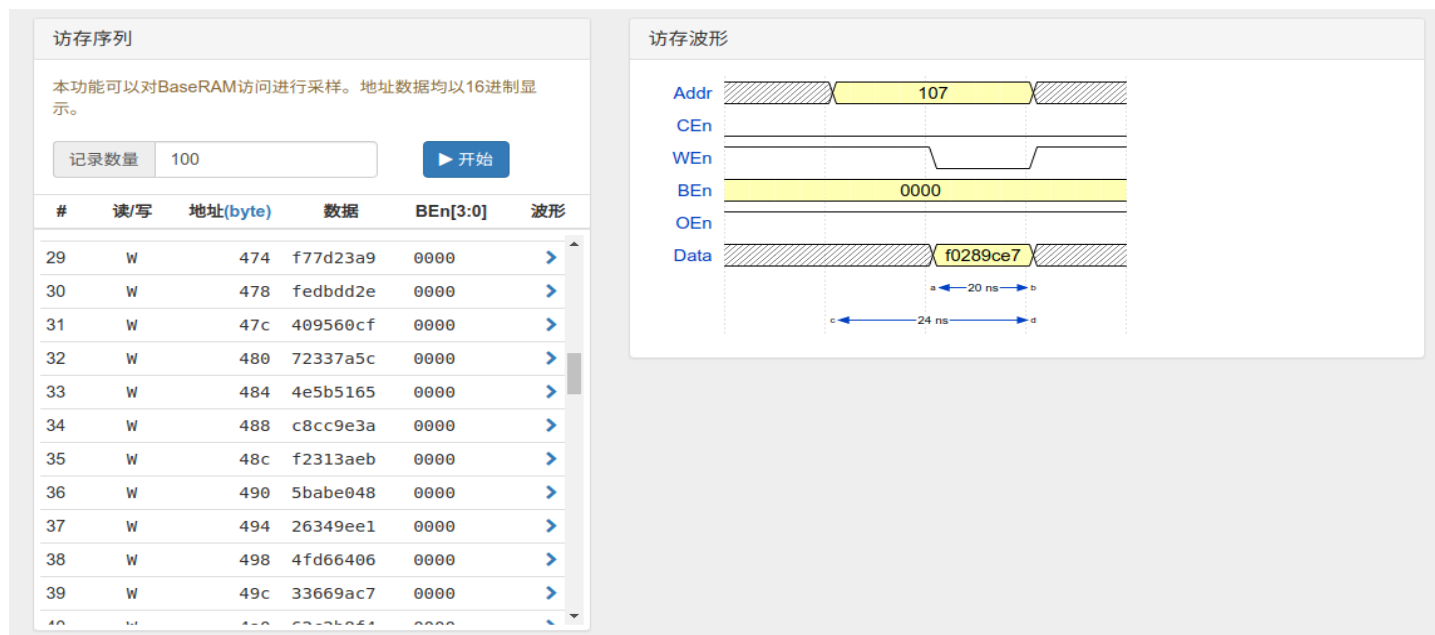 访存序列
本功能可以对BaseRAM访问进行采样。地址数据均以16进制显
示。
记录数量 100 开始
# 读/写 地址(byte) 数据 BEn[3:0] 波形
29 W 474 f77d23a9 0000
30 W 478 fedbdd2e 0000
31 W 47c 409560cf 0000
32 W 480 72337a5c 0000
33 W 484 4e5b5165 0000
34 W 488 c8cc9e3a 0000
35 W 48c f2313aeb 0000
36 W 490 5babe048 0000
37 W 494 26349ee1 0000
38 W 498 4fd66406 0000
39 W 49c 33669ac7 0000
访存波形
Addr 107
CEn
WEn
BEn 0000
OEn
Data f0289ce7
a 20 ns b
c 24 ns d